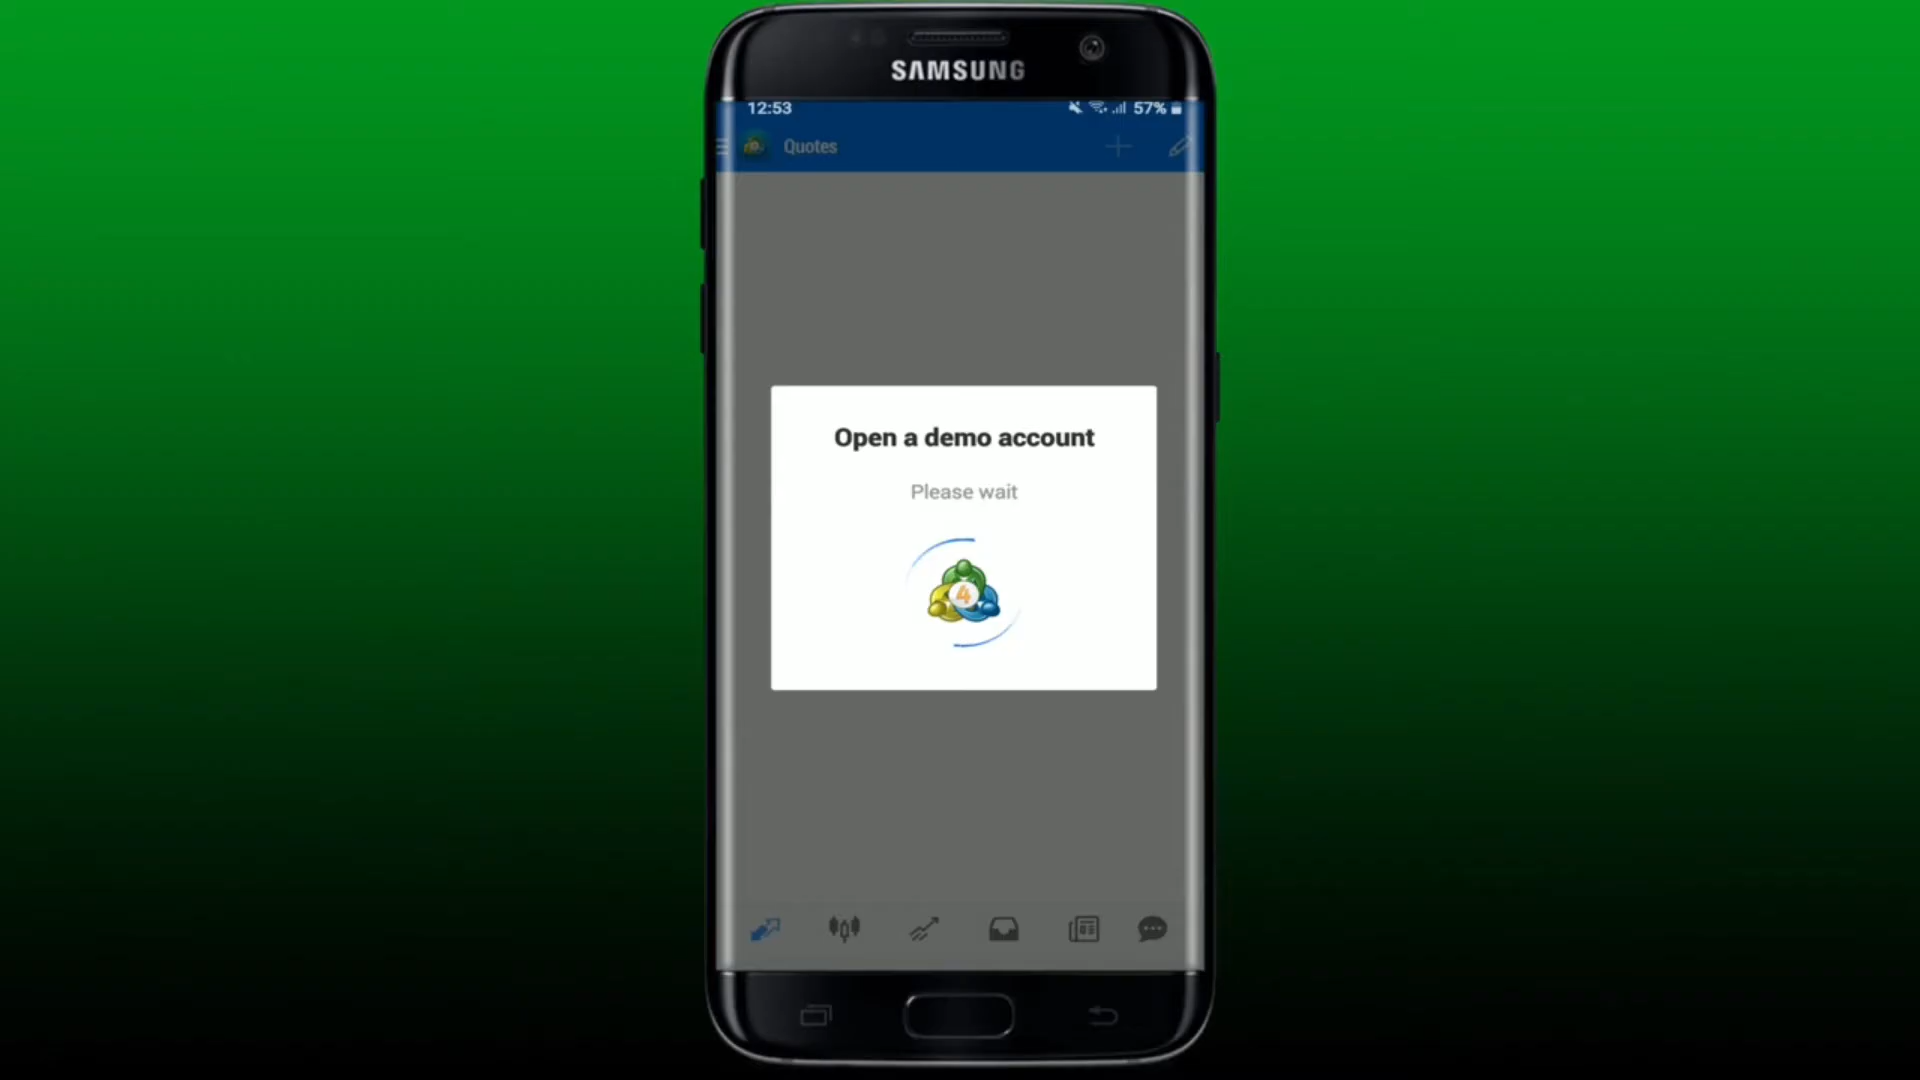 SAMSUNG
12:53 57%
Quotes
Open a demo account
Please wait
4